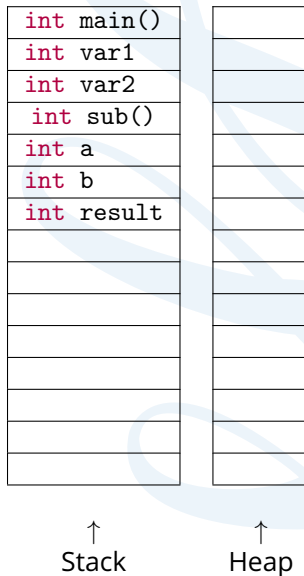 int main()
int var1
int var2
int sub()
int a
int b
int result
↑ ↑
Stack Heap